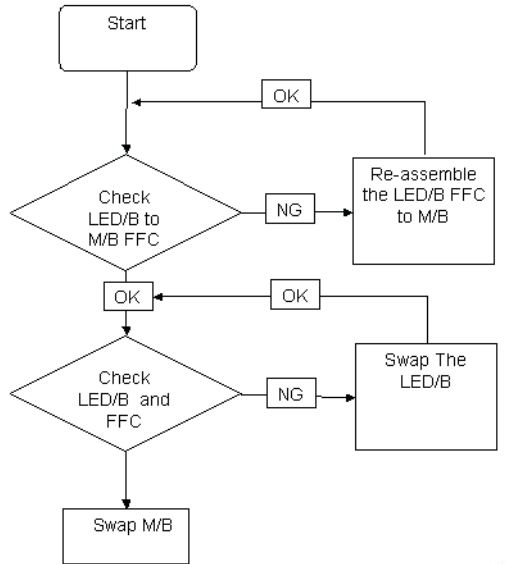 Start
OK
Check
LED/B to
M/B FFC
NG
Re-assemble
the LED/B FFC
to M/B
OK
OK
Check
LED/B and
FFC
NG
Swap The
LED/B
Swap M/B